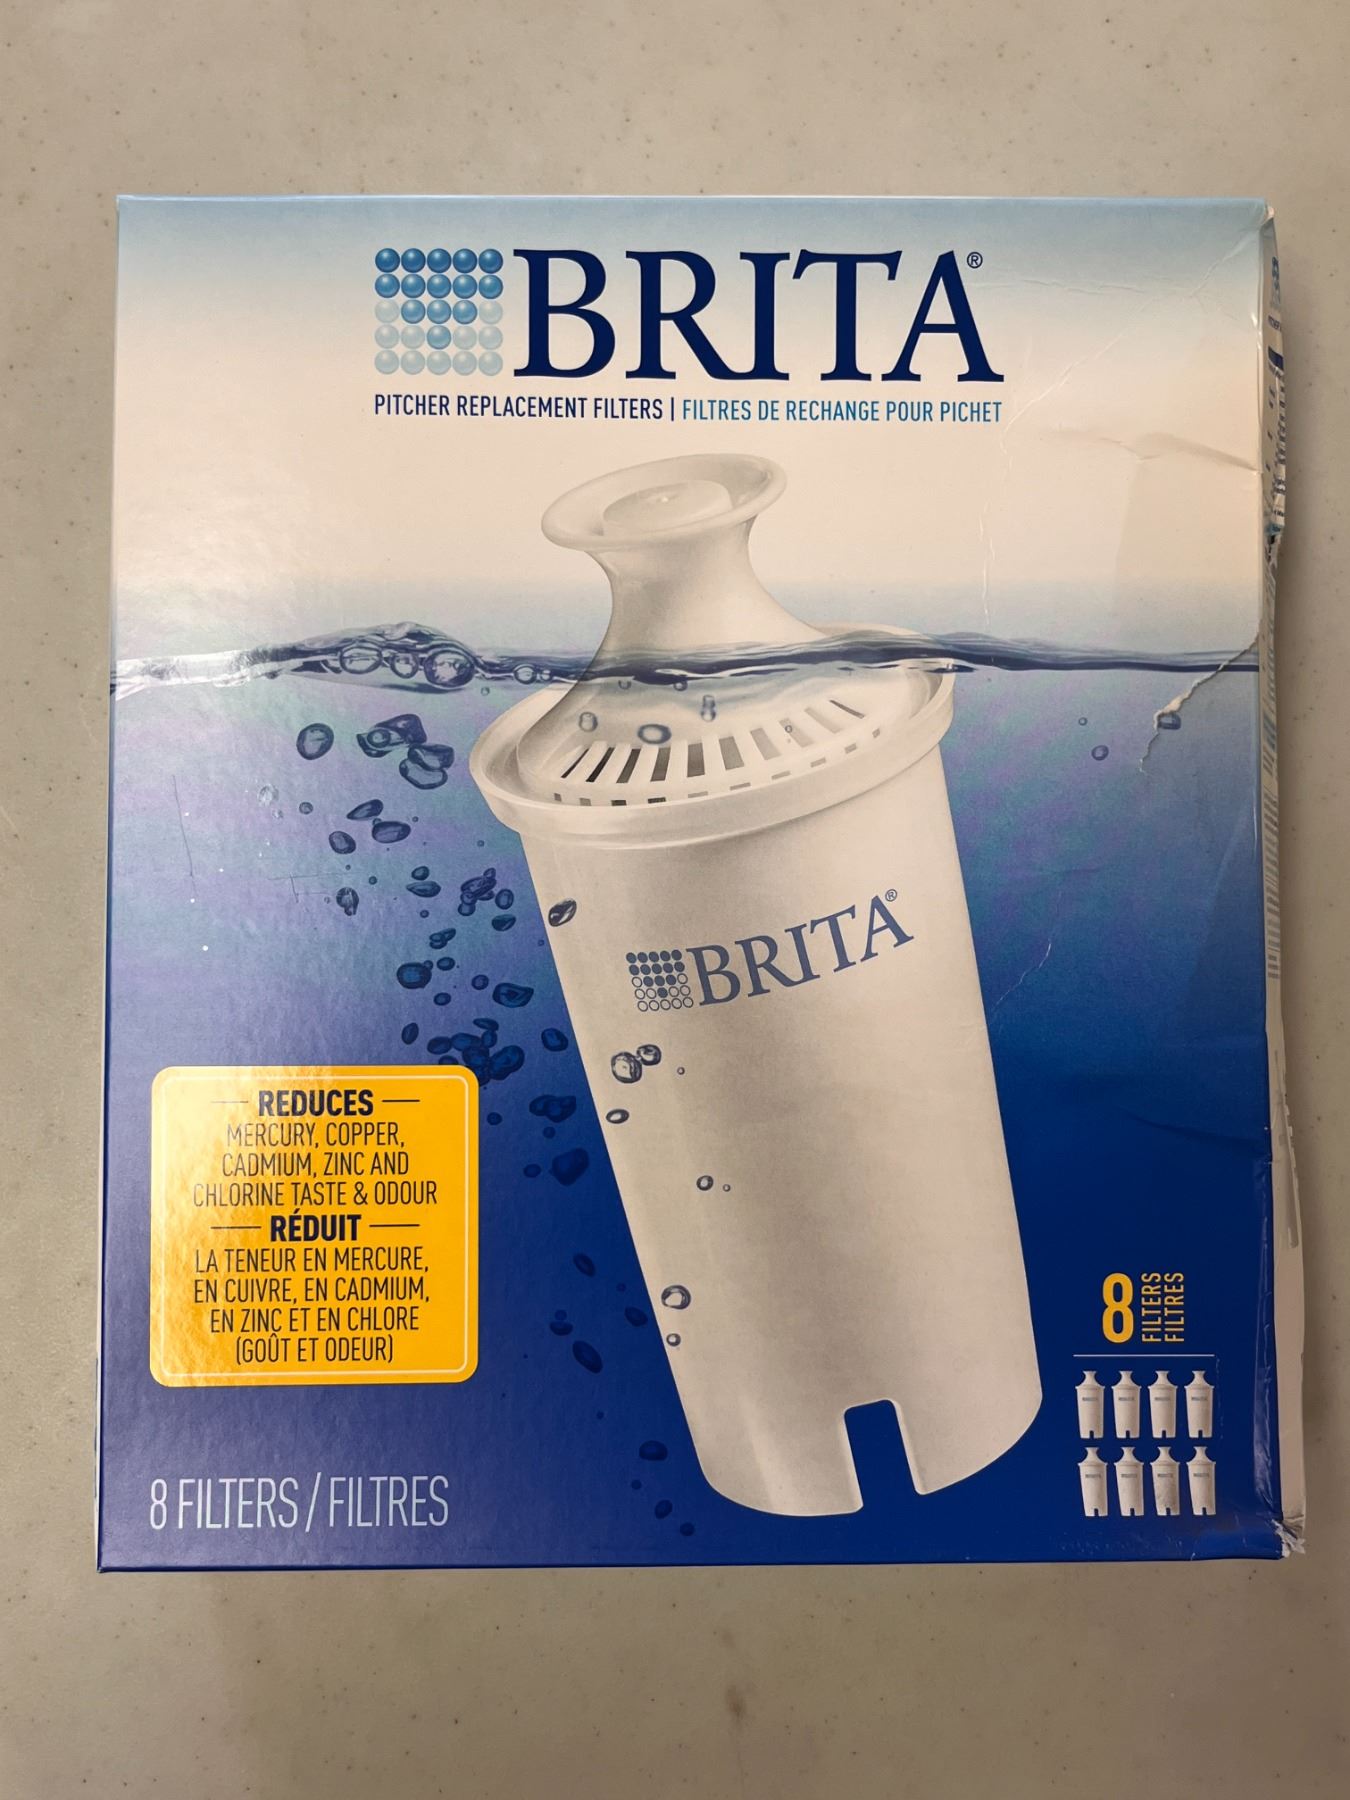 BRITA®
PITCHER REPLACEMENT FILTERS | FILTRES DE RECHANGE POUR PICHET
BRITA®
REDUCES
MERCURY, COPPER,
CADMIUM, ZINC AND
CHLORINE TASTE & ODOUR
RÉDUIT
LA TENEUR EN MERCURE,
EN CUIVRE, EN CADMIUM,
EN ZINC ET EN CHLORE
(GOÛT ET ODEUR)
8 FILTERS
FILTRES
8 FILTERS/FILTRES